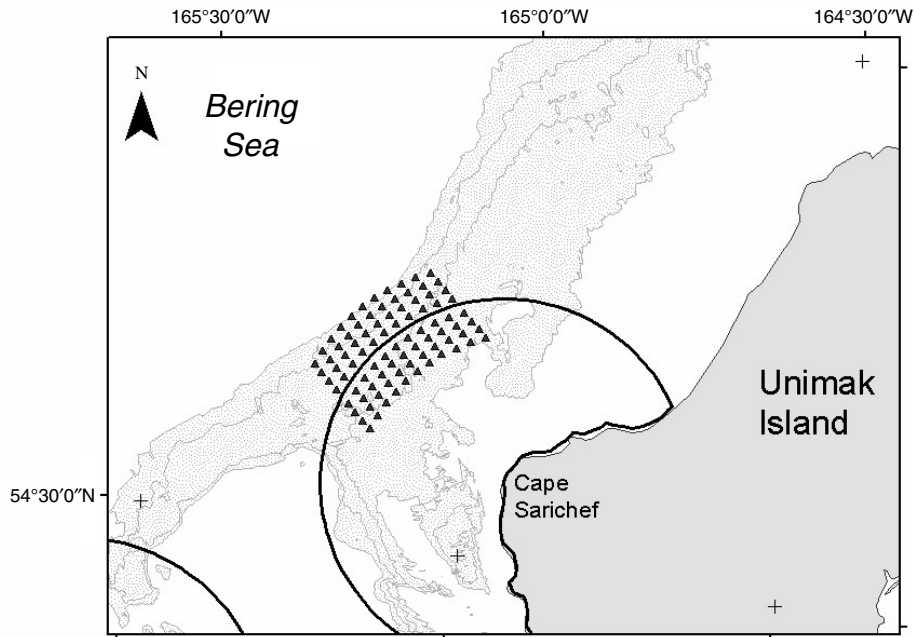 165°30′0″W 165°0′0″W 164°30′0″W
N
Bering
Sea
Unimak
Island
Cape
Sarichef
54°30′0″N